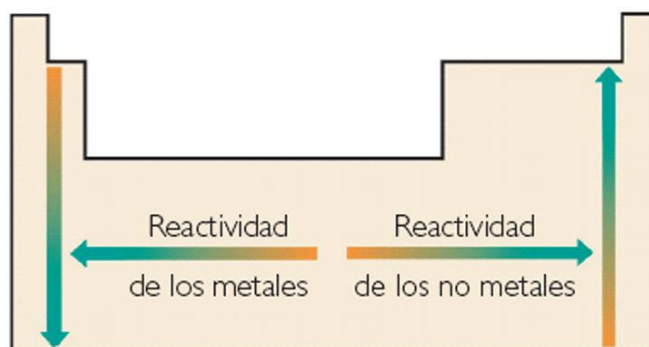 Reactividad
de los metales
Reactividad
de los no metales